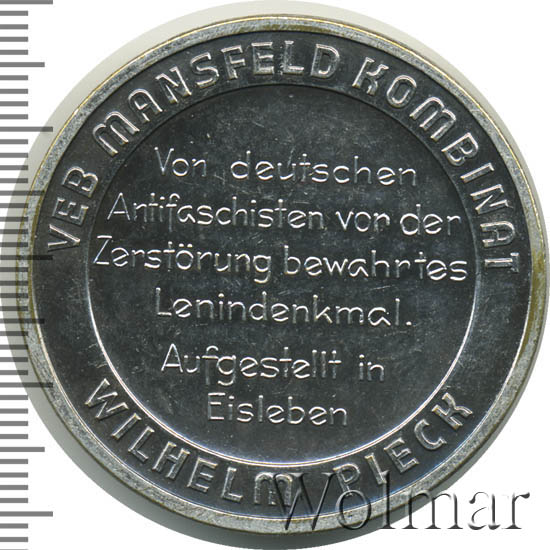 VEB MANSFELD KOMBINAT
Von deutschen
Antifaschisten vor der
Zerstörung bewahrtes
Lenindenkmal.
Aufgestellt in
Eisleben
WILHELM PIECK
Wolmar